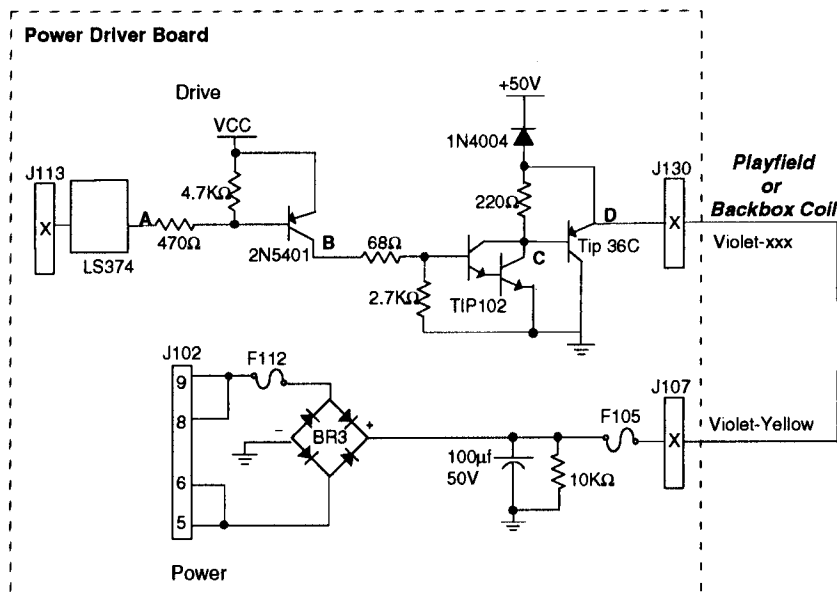 Power Driver Board
Drive
+50V
VCC
1N4004
J113
J130
Playfield
or
Backbox Coil
4.7KΩ
220Ω
A
D
X
X
470Ω
B
68Ω
C
Tip 36C
Violet-xxx
2N5401
LS374
2.7KΩ
TIP102
J102
F112
J107
9
F105
8
–
BR3
+
X
Violet-Yellow
100µf
50V
10KΩ
6
5
Power